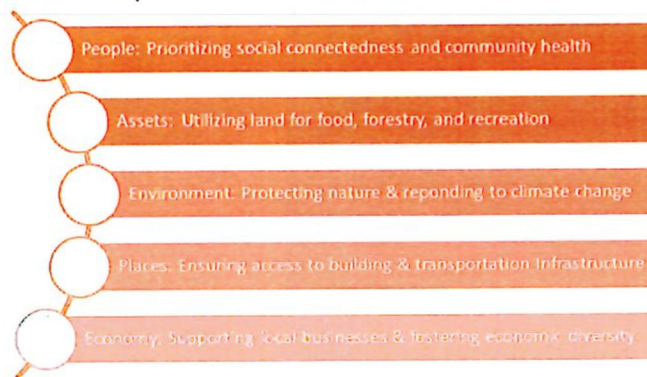 People: Prioritizing social connectedness and community health
Assets: Utilizing land for food, forestry, and recreation
Environment: Protecting nature & reponding to climate change
Places: Ensuring access to building & transportation Infrastructure
Economy: Supporting local businesses & fostering economic diversity